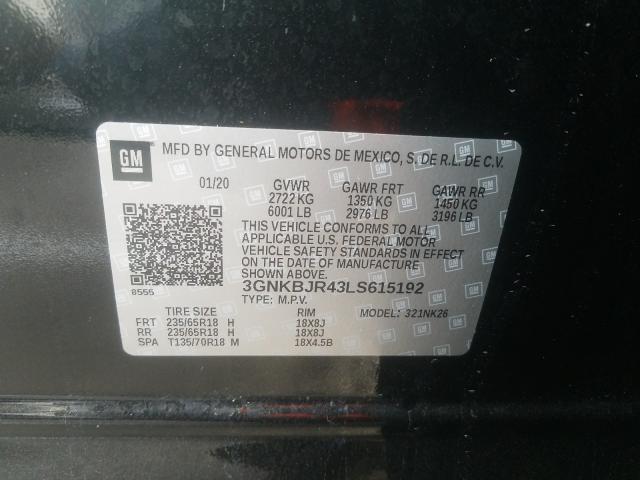 GM
MFD BY GENERAL MOTORS DE MEXICO, S. DE R.L. DE C.V.
01/20 GVWR GAWR FRT GAWR RR
2722 KG 1350 KG 1450 KG
6001 LB 2976 LB 3196 LB
THIS VEHICLE CONFORMS TO ALL
APPLICABLE U.S. FEDERAL MOTOR
VEHICLE SAFETY STANDARDS IN EFFECT
ON THE DATE OF MANUFACTURE
SHOWN ABOVE.
8555 3GNKBJR43LS615192
TYPE: M.P.V.
TIRE SIZE RIM MODEL: 321NK26
FRT 235/65R18 H 18X8J
RR 235/65R18 H 18X8J
SPA T135/70R18 M 18X4.5B